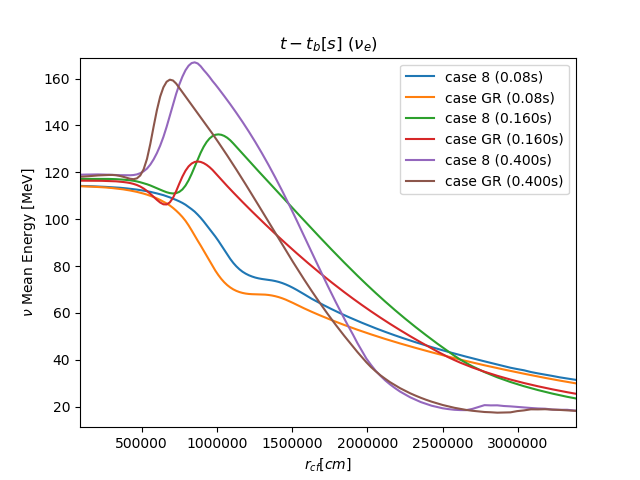 t − t_b[s] (ν_e)
case 8 (0.08s)
case GR (0.08s)
case 8 (0.160s)
case GR (0.160s)
case 8 (0.400s)
case GR (0.400s)
ν Mean Energy [MeV]
160
140
120
100
80
60
40
20
500000 1000000 1500000 2000000 2500000 3000000
r_cf[cm]